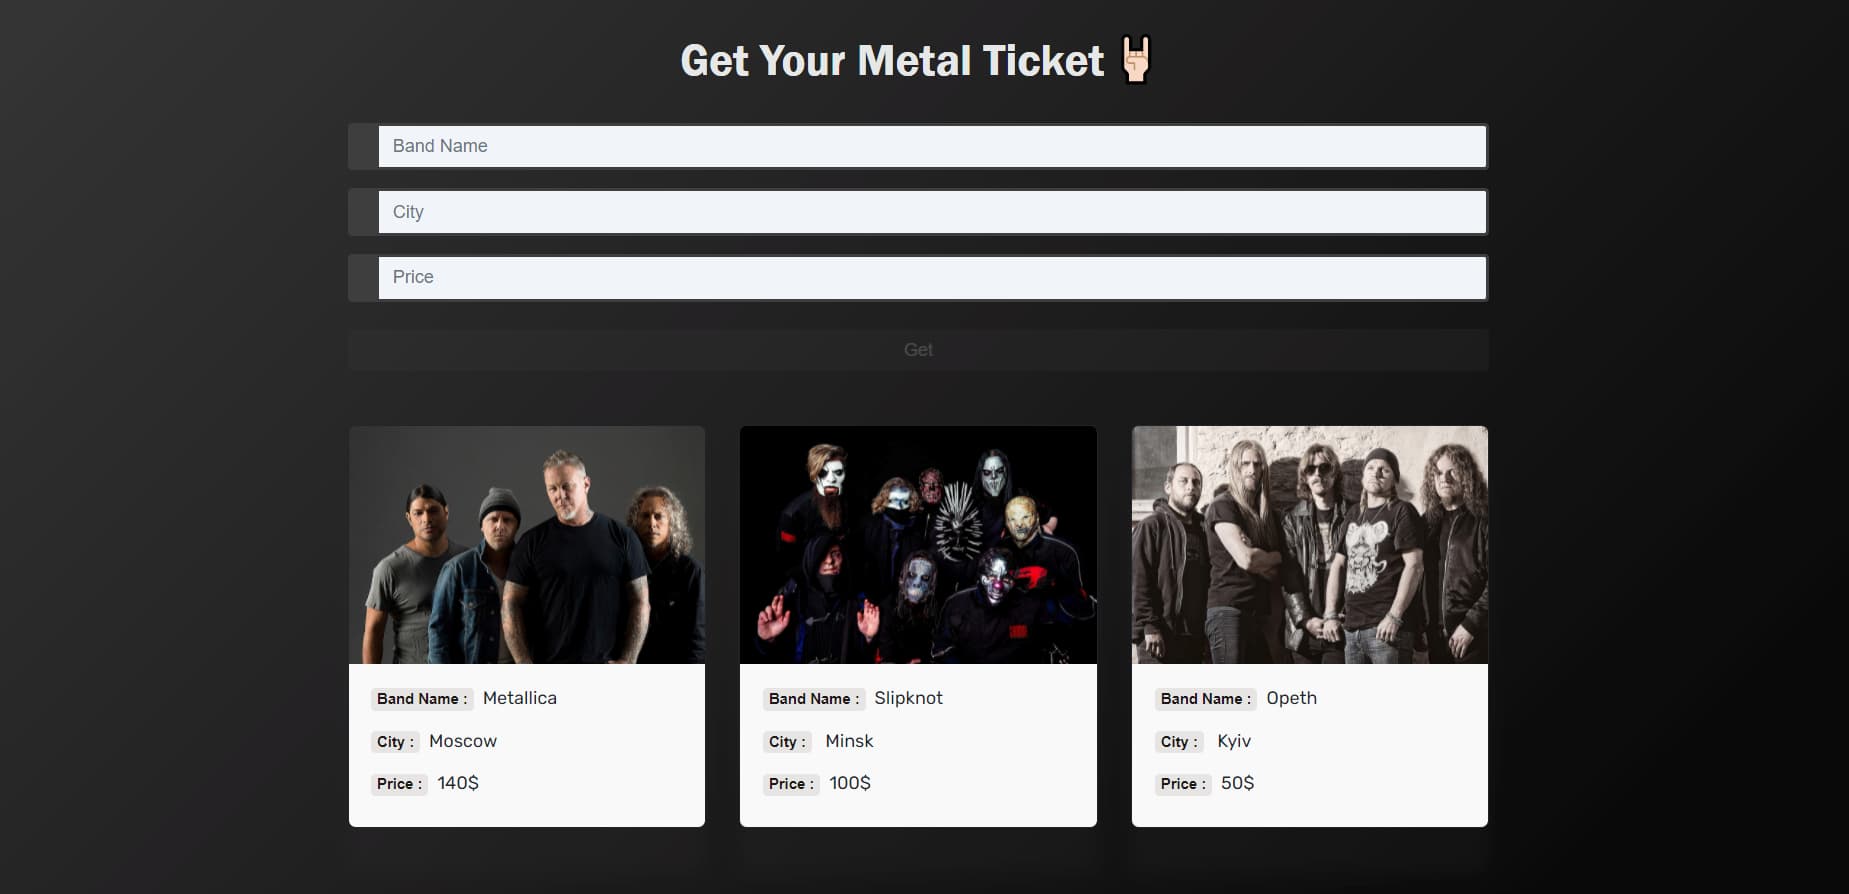 Get Your Metal Ticket 🤘🏻
Band Name
City
Price
Get
Band Name : Metallica
City : Moscow
Price : 140$
Band Name : Slipknot
City : Minsk
Price : 100$
Band Name : Opeth
City : Kyiv
Price : 50$